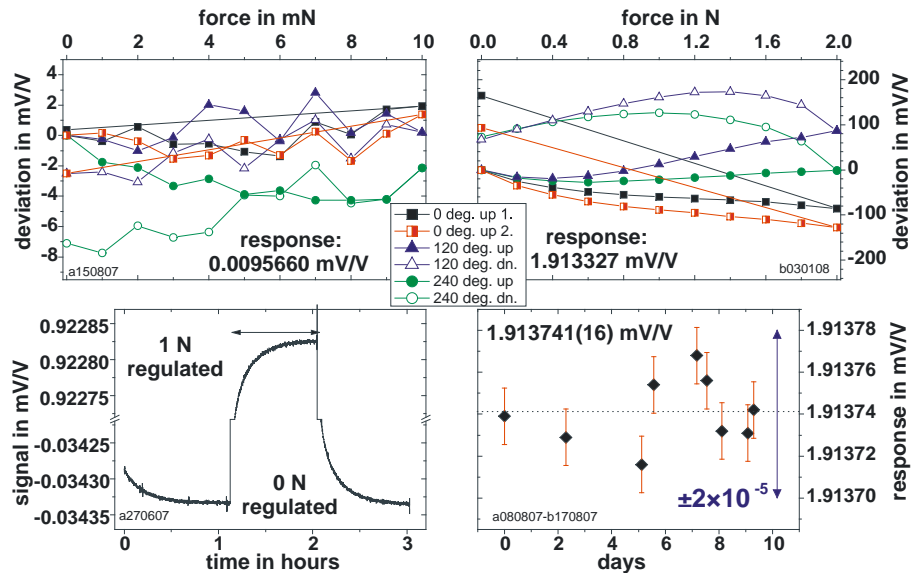 force in mN
0 2 4 6 8 10
deviation in mV/V
4
2
0
-2
-4
-6
-8
response:
0.0095660 mV/V
a150807
force in N
0.0 0.4 0.8 1.2 1.6 2.0
deviation in mV/V
200
100
0
-100
-200
response:
1.913327 mV/V
b030108
0 deg. up 1.
0 deg. up 2.
120 deg. up
120 deg. dn.
240 deg. up
240 deg. dn.
signal in mV/V
0.92285
0.92280
0.92275
-0.03425
-0.03430
-0.03435
1 N
regulated
0 N
regulated
a270607
0 1 2 3
time in hours
1.913741(16) mV/V
±2×10 -5
a080807-b170807
1.91378
1.91376
1.91374
1.91372
1.91370
response in mV/V
0 2 4 6 8 10
days